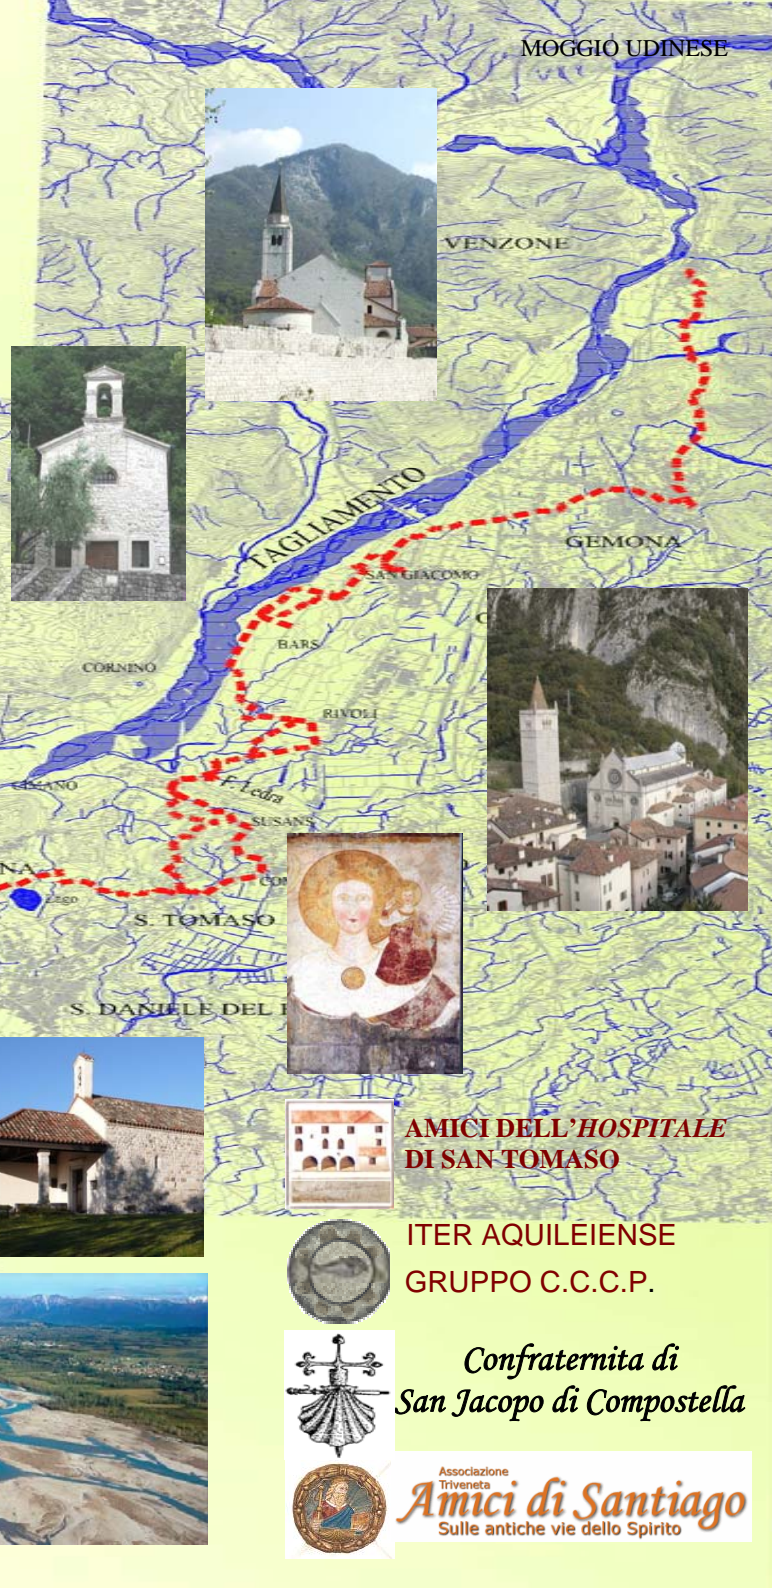 MOGGIO UDINESE
VENZONE
TAGLIAMENTO
GEMONA
SAN GIACOMO
BARS
CORNINO
RIVOLI
F. Ledra
SUSANS
S. TOMASO
S. DANIELE DEL
AMICI DELL’HOSPITALE
DI SAN TOMASO
ITER AQUILEIENSE
GRUPPO C.C.C.P.
Confraternita di
San Jacopo di Compostella
Associazione
Triveneta
Amici di Santiago
Sulle antiche vie dello Spirito